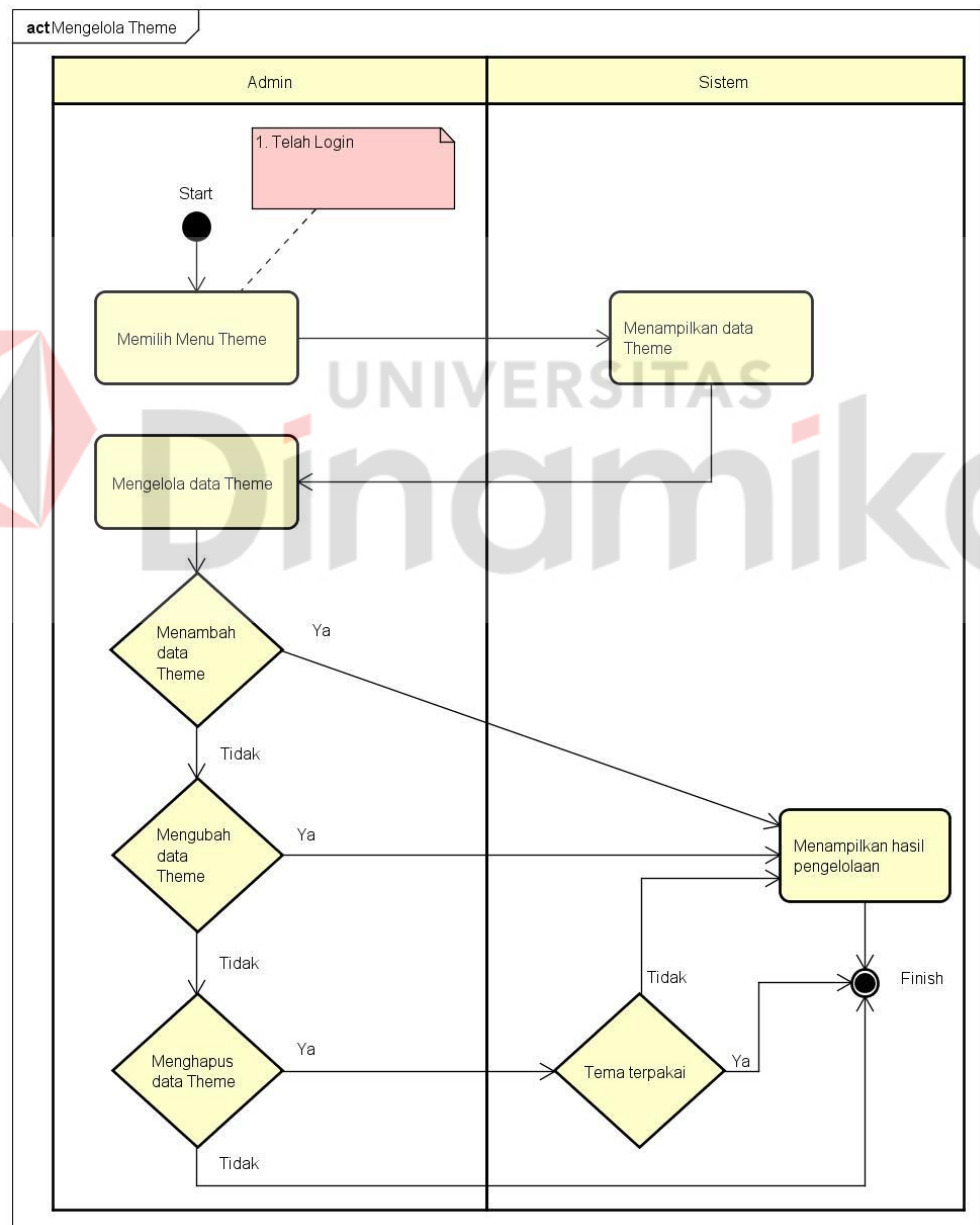 act Mengelola Theme
Admin
Sistem
1. Telah Login
Start
Memilih Menu Theme
Menampilkan data
Theme
UNIVERSITAS
Dinamika
Mengelola data Theme
Menambah
data
Theme
Ya
Tidak
Mengubah
data
Theme
Ya
Menampilkan hasil
pengelolaan
Tidak
Tidak
Finish
Menghapus
data Theme
Ya
Tema terpakai
Ya
Tidak